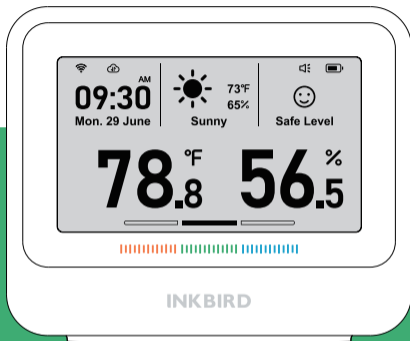 AM
09:30
Mon. 29 June
73°F
65%
Sunny
Safe Level
78.8 °F
56.5 %
INKBIRD